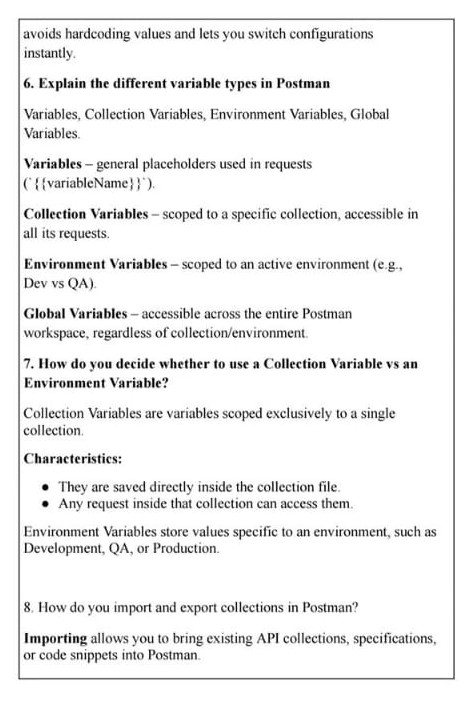 avoids hardcoding values and lets you switch configurations
instantly.
6. Explain the different variable types in Postman
Variables, Collection Variables, Environment Variables, Global
Variables.
Variables – general placeholders used in requests
(`{{variableName}}`).
Collection Variables – scoped to a specific collection, accessible in
all its requests.
Environment Variables – scoped to an active environment (e.g.,
Dev vs QA).
Global Variables – accessible across the entire Postman
workspace, regardless of collection/environment.
7. How do you decide whether to use a Collection Variable vs an
Environment Variable?
Collection Variables are variables scoped exclusively to a single
collection.
Characteristics:
● They are saved directly inside the collection file.
● Any request inside that collection can access them.
Environment Variables store values specific to an environment, such as
Development, QA, or Production.
8. How do you import and export collections in Postman?
Importing allows you to bring existing API collections, specifications,
or code snippets into Postman.